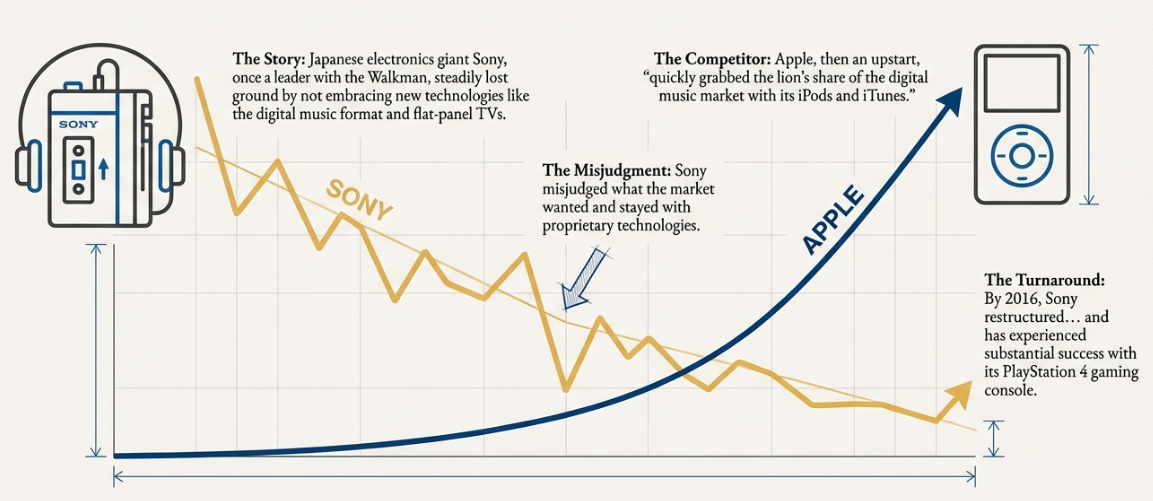 The Story: Japanese electronics giant Sony,
once a leader with the Walkman, steadily lost
ground by not embracing new technologies like
the digital music format and flat-panel TVs.
The Competitor: Apple, then an upstart,
“quickly grabbed the lion’s share of the digital
music market with its iPods and iTunes.”
SONY
SONY
The Misjudgment: Sony
misjudged what the market
wanted and stayed with
proprietary technologies.
APPLE
The Turnaround:
By 2016, Sony
restructured… and
has experienced
substantial success with
its PlayStation 4 gaming
console.